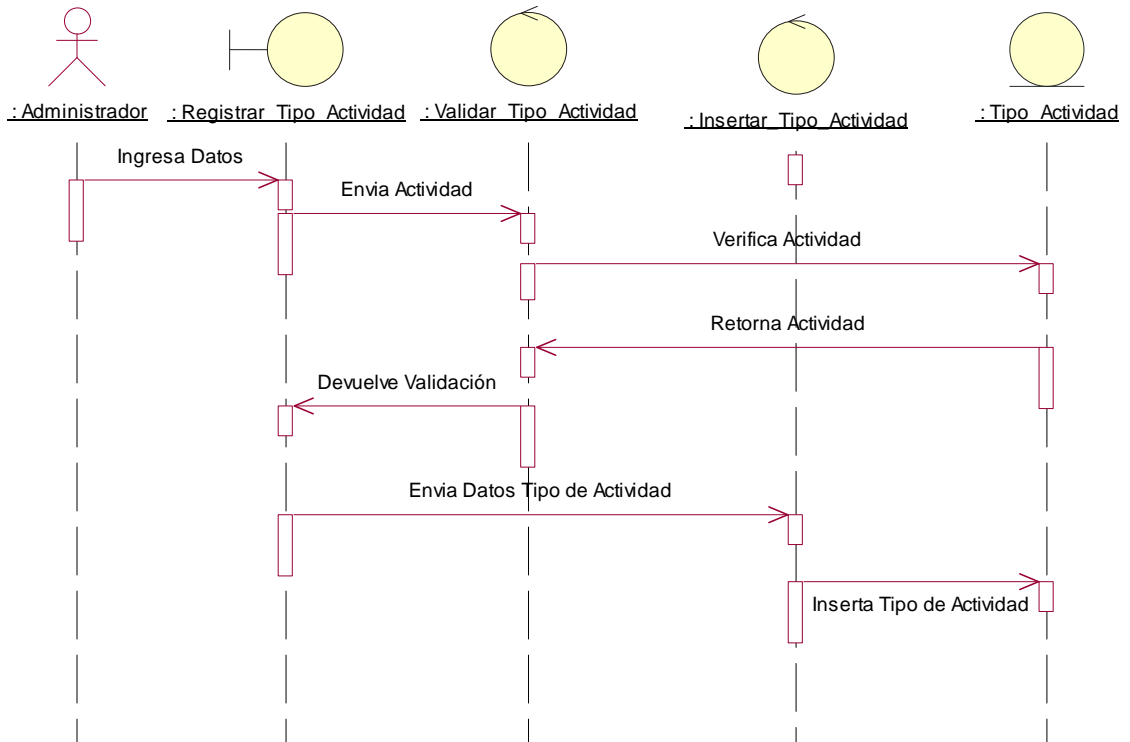 : Administrador
: Registrar_Tipo_Actividad
: Validar_Tipo_Actividad
: Insertar_Tipo_Actividad
: Tipo_Actividad
Ingresa Datos
Envia Actividad
Verifica Actividad
Retorna Actividad
Devuelve Validación
Envia Datos Tipo de Actividad
Inserta Tipo de Actividad